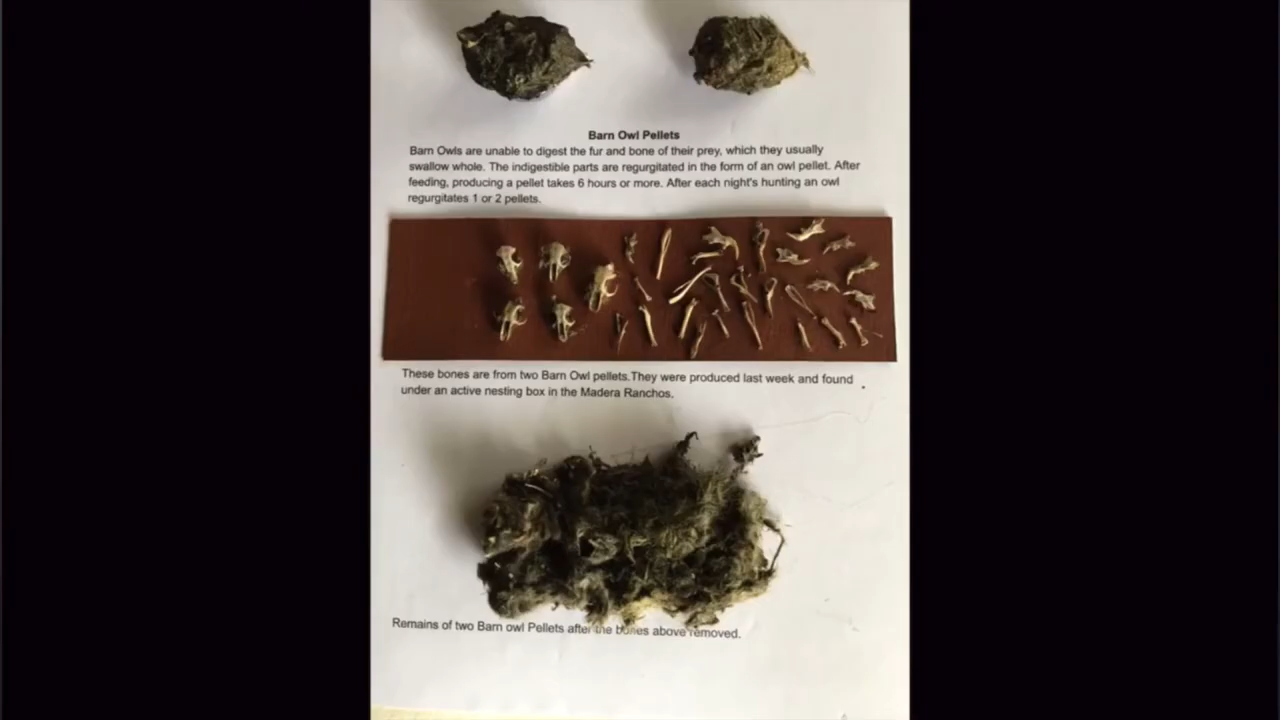 Barn Owl Pellets
Barn Owls are unable to digest the fur and bone of their prey, which they usually
swallow whole. The indigestible parts are regurgitated in the form of an owl pellet. After
feeding, producing a pellet takes 6 hours or more. After each night's hunting an owl
regurgitates 1 or 2 pellets.
These bones are from two Barn Owl pellets.They were produced last week and found
under an active nesting box in the Madera Ranchos.
Remains of two Barn owl Pellets after the bones above removed.